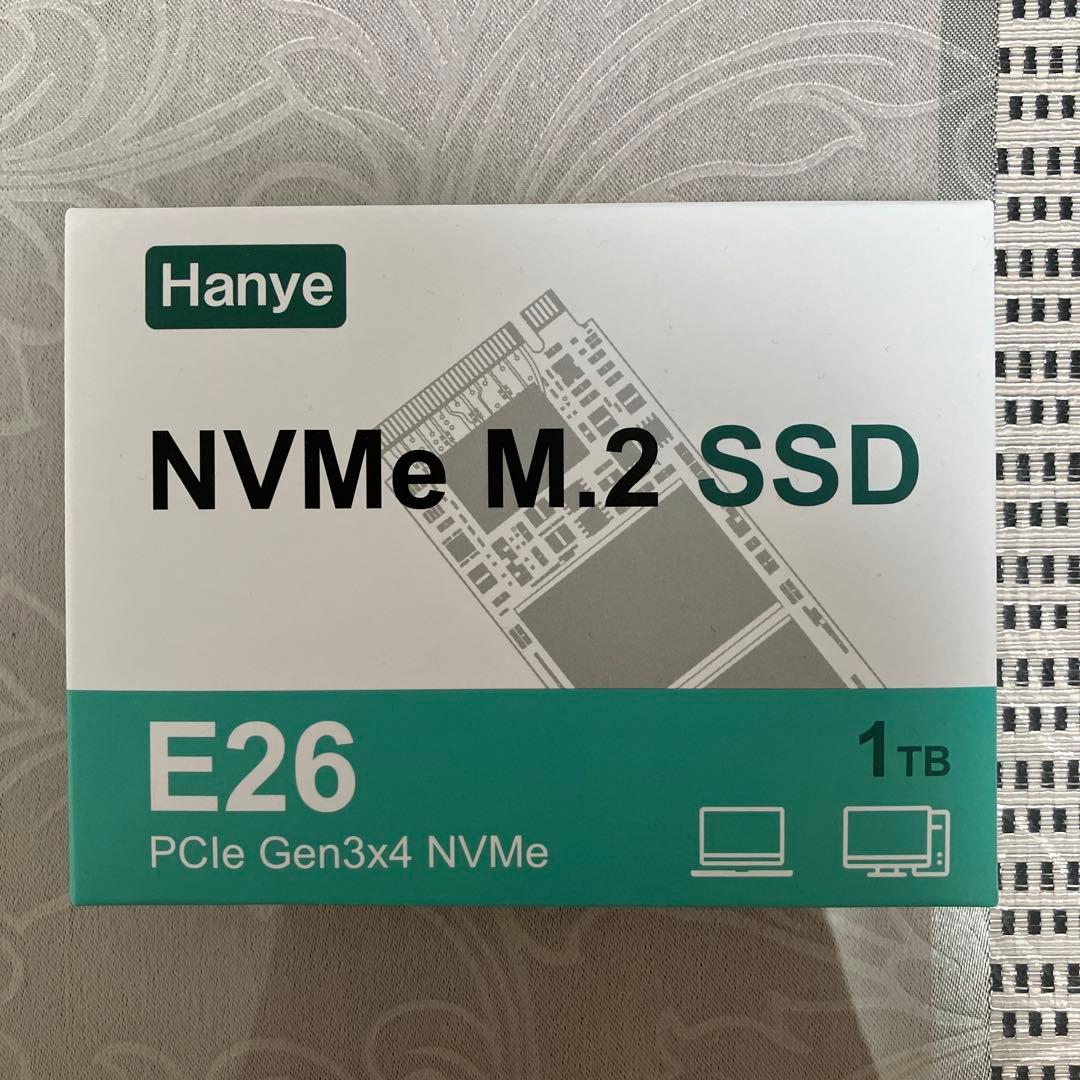 Hanye
NVMe M.2 SSD
E26
1TB
PCIe Gen3x4 NVMe